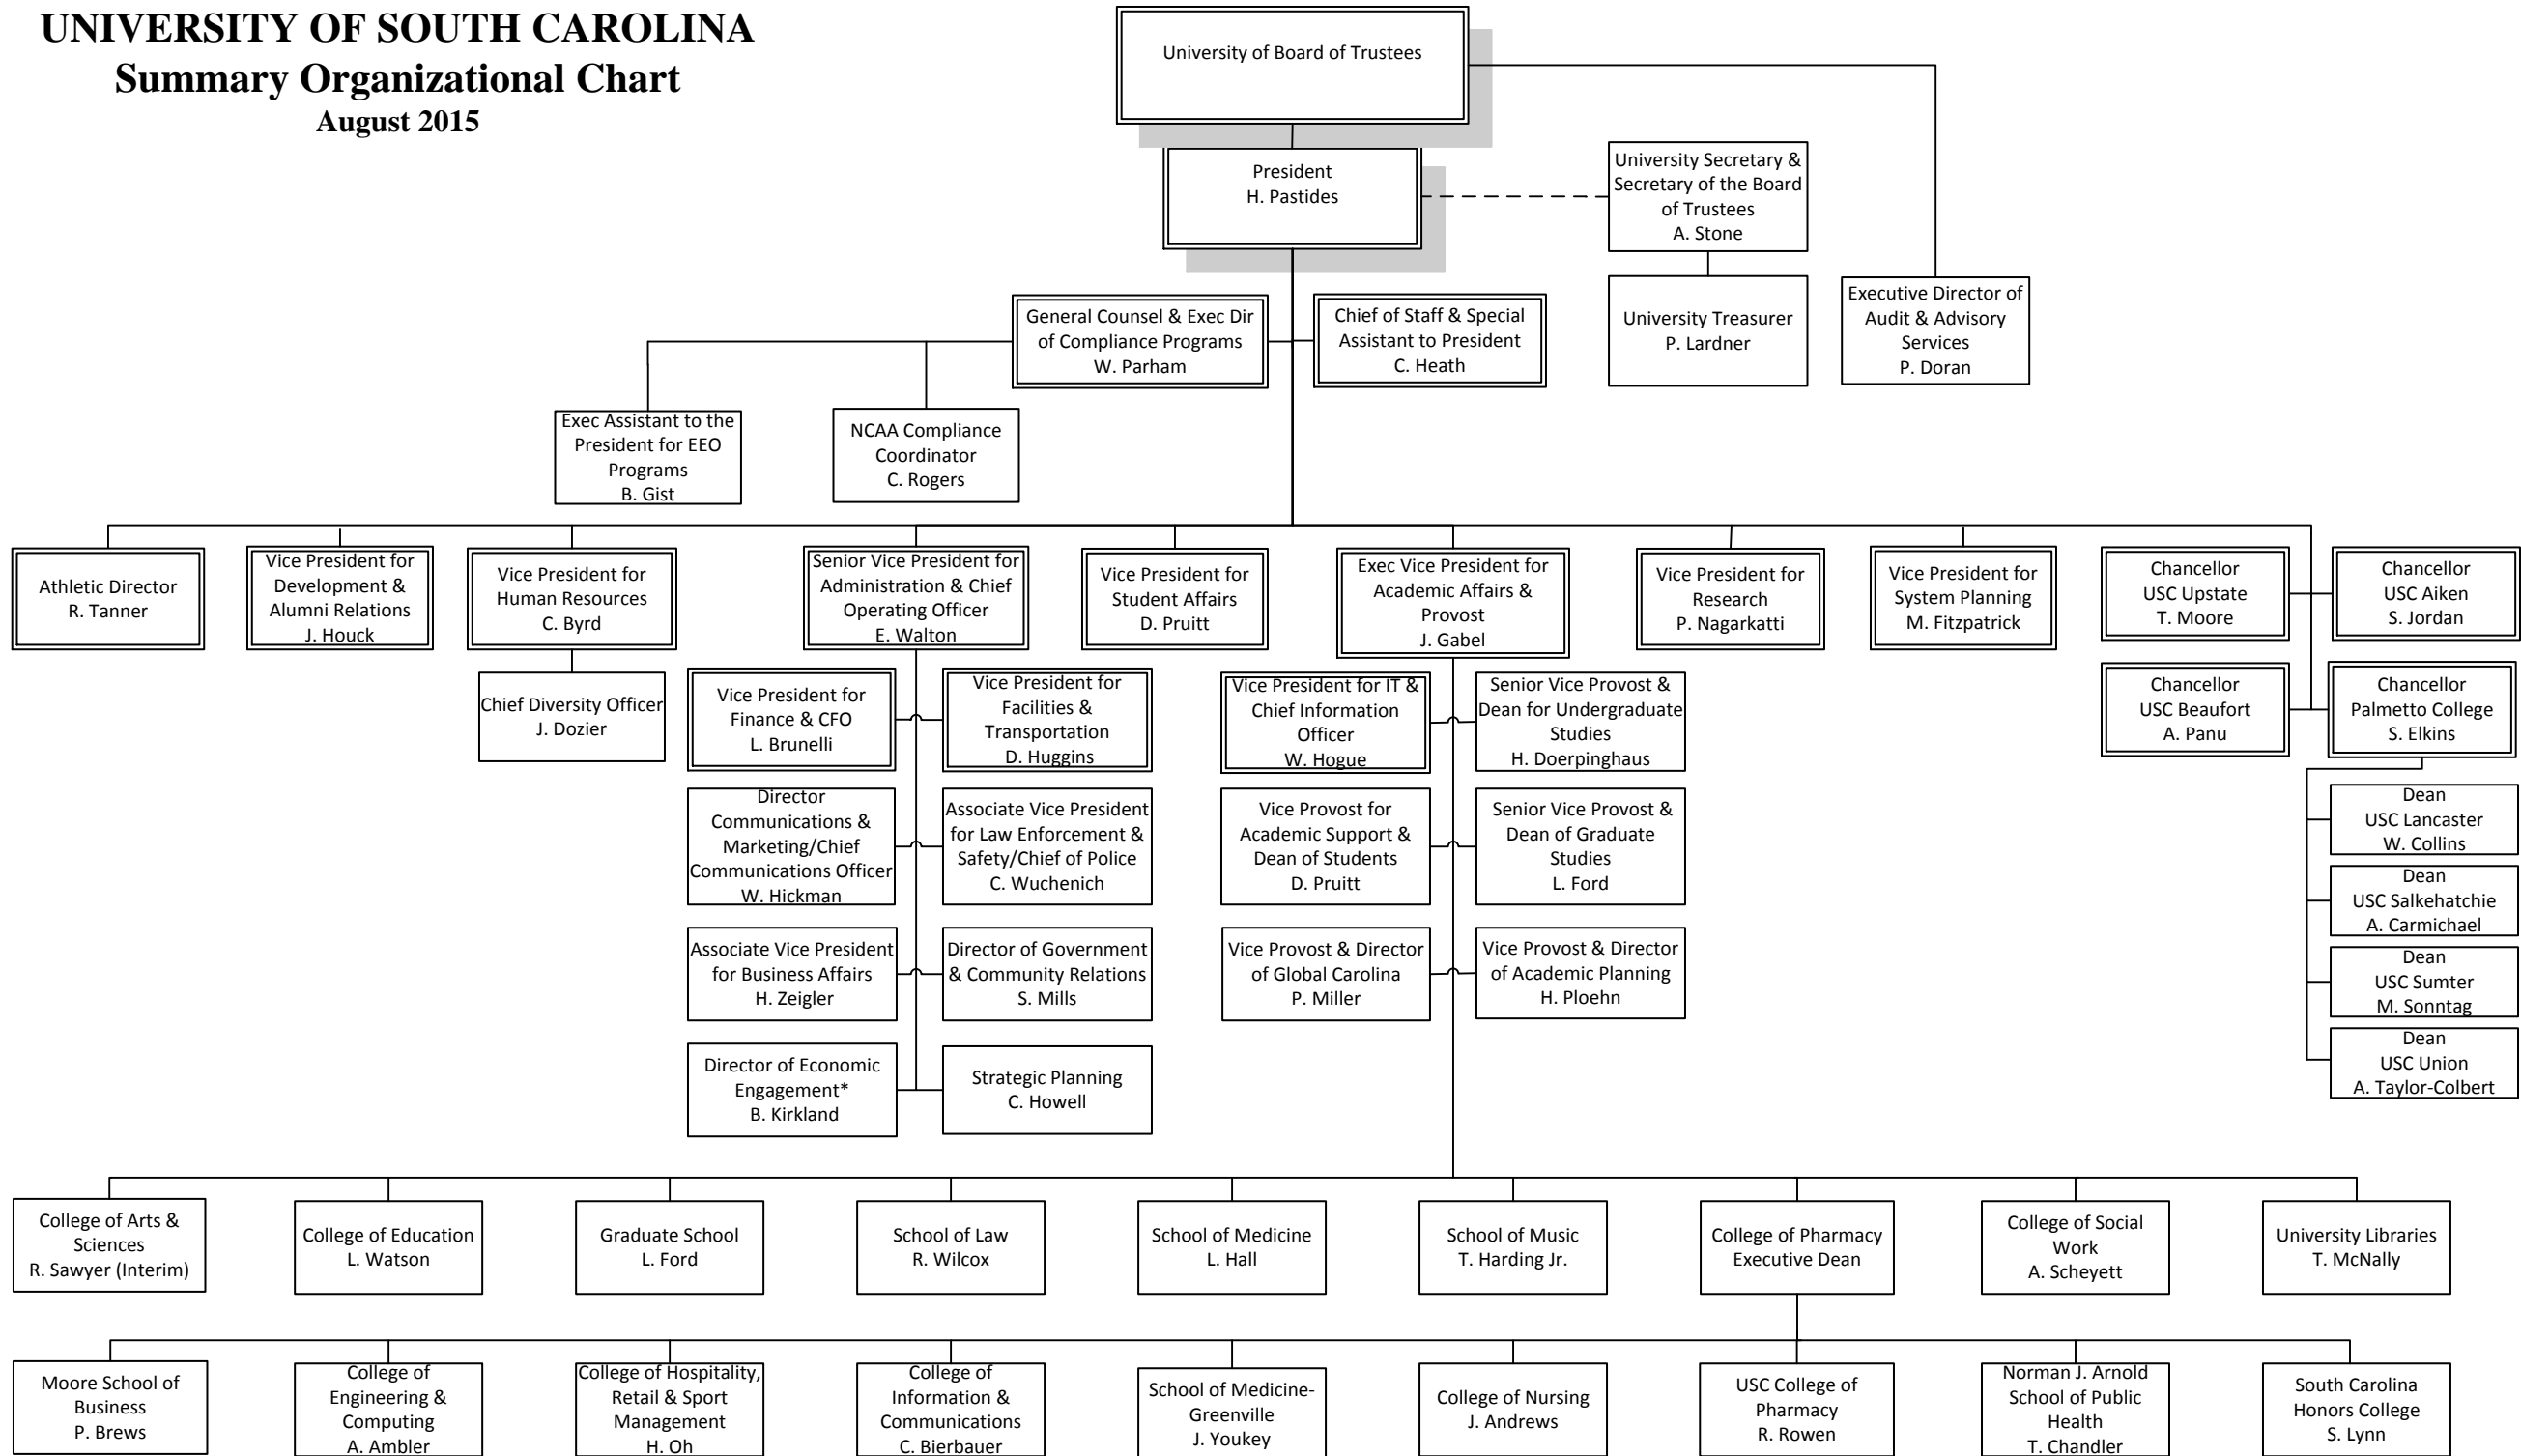 UNIVERSITY OF SOUTH CAROLINA
Summary Organizational Chart
August 2015
University of Board of Trustees
President
H. Pastides
University Secretary &
Secretary of the Board
of Trustees
A. Stone
General Counsel & Exec Dir
of Compliance Programs
W. Parham
Chief of Staff & Special
Assistant to President
C. Heath
University Treasurer
P. Lardner
Executive Director of
Audit & Advisory
Services
P. Doran
Exec Assistant to the
President for EEO
Programs
B. Gist
NCAA Compliance
Coordinator
C. Rogers
Athletic Director
R. Tanner
Vice President for
Development &
Alumni Relations
J. Houck
Vice President for
Human Resources
C. Byrd
Senior Vice President for
Administration & Chief
Operating Officer
E. Walton
Vice President for
Student Affairs
D. Pruitt
Exec Vice President for
Academic Affairs &
Provost
J. Gabel
Vice President for
Research
P. Nagarkatti
Vice President for
System Planning
M. Fitzpatrick
Chancellor
USC Upstate
T. Moore
Chancellor
USC Aiken
S. Jordan
Chief Diversity Officer
J. Dozier
Vice President for
Finance & CFO
L. Brunelli
Vice President for
Facilities &
Transportation
D. Huggins
Vice President for IT &
Chief Information
Officer
W. Hogue
Senior Vice Provost &
Dean for Undergraduate
Studies
H. Doerpinghaus
Chancellor
USC Beaufort
A. Panu
Chancellor
Palmetto College
S. Elkins
Director
Communications &
Marketing/Chief
Communications Officer
W. Hickman
Associate Vice President
for Law Enforcement &
Safety/Chief of Police
C. Wuchenich
Vice Provost for
Academic Support &
Dean of Students
D. Pruitt
Senior Vice Provost &
Dean of Graduate
Studies
L. Ford
Dean
USC Lancaster
W. Collins
Dean
USC Salkehatchie
A. Carmichael
Associate Vice President
for Business Affairs
H. Zeigler
Director of Government
& Community Relations
S. Mills
Vice Provost & Director
of Global Carolina
P. Miller
Vice Provost & Director
of Academic Planning
H. Ploehn
Dean
USC Sumter
M. Sonntag
Dean
USC Union
A. Taylor-Colbert
Director of Economic
Engagement*
B. Kirkland
Strategic Planning
C. Howell
College of Arts &
Sciences
R. Sawyer (Interim)
College of Education
L. Watson
Graduate School
L. Ford
School of Law
R. Wilcox
School of Medicine
L. Hall
School of Music
T. Harding Jr.
College of Pharmacy
Executive Dean
College of Social
Work
A. Scheyett
University Libraries
T. McNally
Moore School of
Business
P. Brews
College of
Engineering &
Computing
A. Ambler
College of Hospitality,
Retail & Sport
Management
H. Oh
College of
Information &
Communications
C. Bierbauer
School of Medicine-
Greenville
J. Youkey
College of Nursing
J. Andrews
USC College of
Pharmacy
R. Rowen
Norman J. Arnold
School of Public
Health
T. Chandler
South Carolina
Honors College
S. Lynn